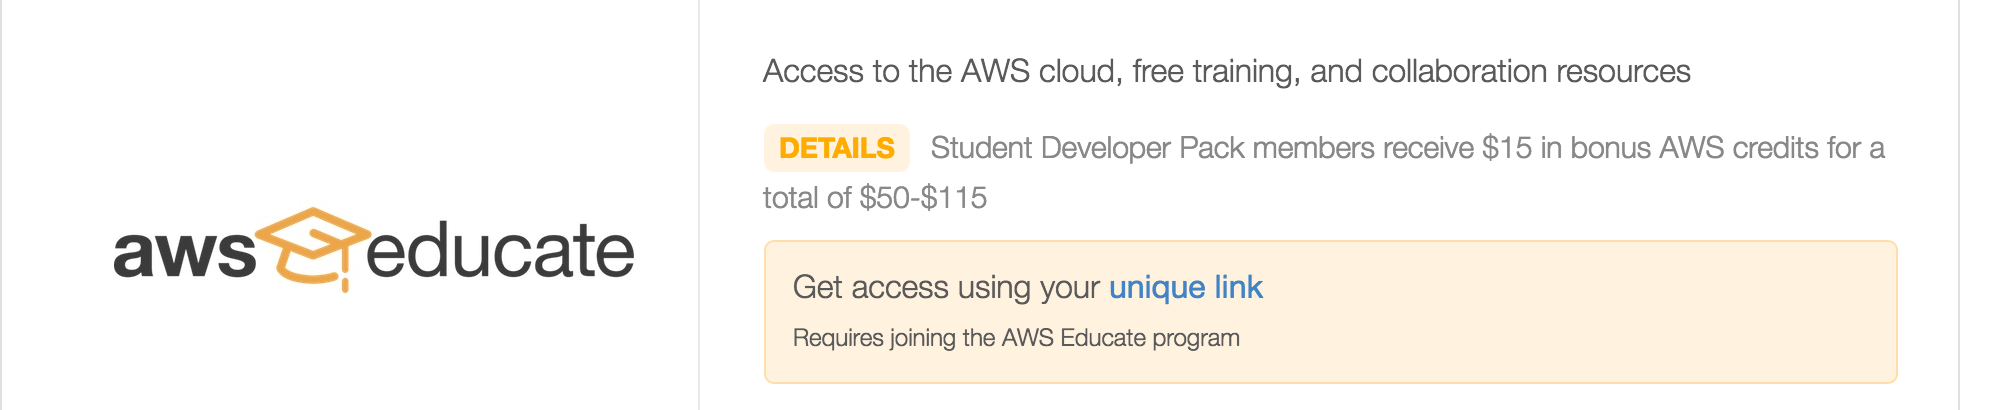 aws educate
Access to the AWS cloud, free training, and collaboration resources
DETAILS Student Developer Pack members receive $15 in bonus AWS credits for a
total of $50-$115
Get access using your unique link
Requires joining the AWS Educate program